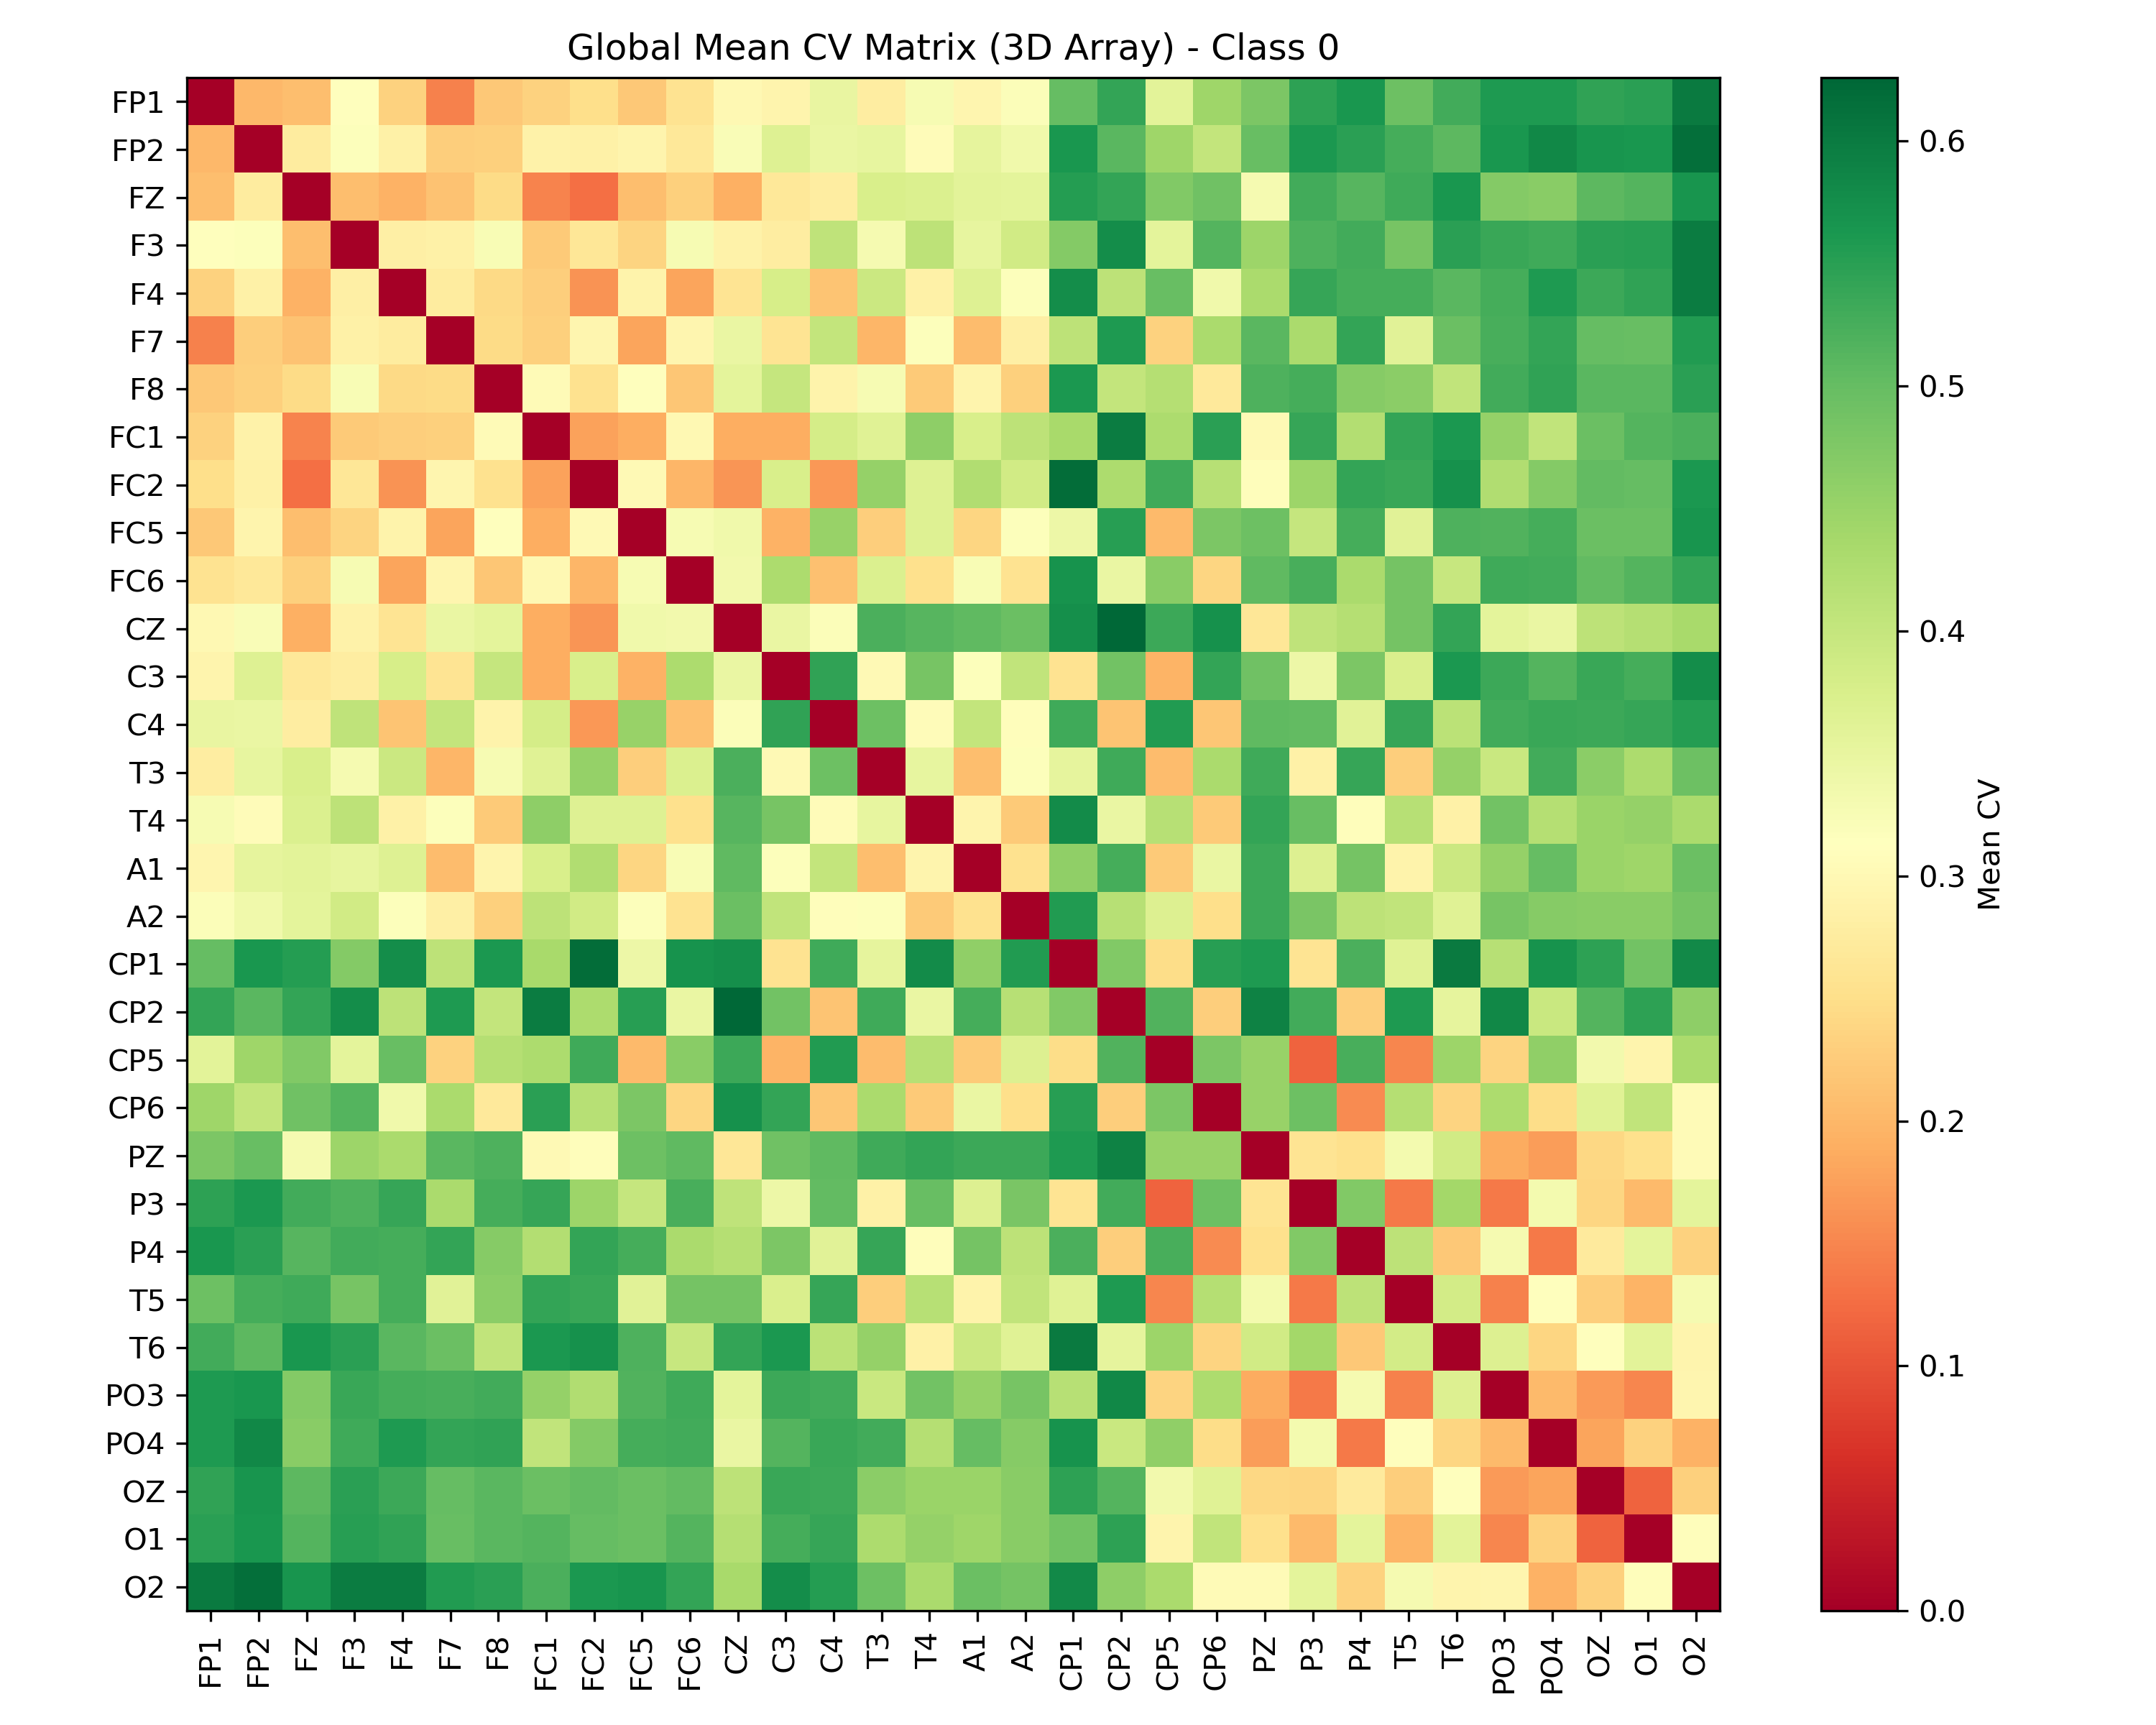 Global Mean CV Matrix (3D Array) - Class 0
FP1
FP2
FZ
F3
F4
F7
F8
FC1
FC2
FC5
FC6
CZ
C3
C4
T3
T4
A1
A2
CP1
CP2
CP5
CP6
PZ
P3
P4
T5
T6
PO3
PO4
OZ
O1
O2
FP1 FP2 FZ F3 F4 F7 F8 FC1 FC2 FC5 FC6 CZ C3 C4 T3 T4 A1 A2 CP1 CP2 CP5 CP6 PZ P3 P4 T5 T6 PO3 PO4 OZ O1 O2
0.6
0.5
0.4
0.3
0.2
0.1
0.0
Mean CV